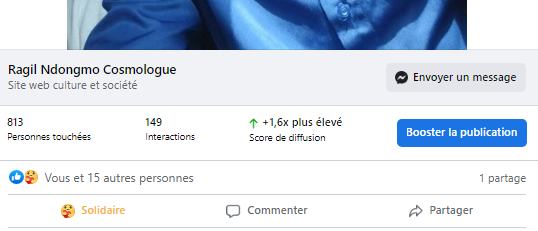 Ragil Ndongmo Cosmologue
Site web culture et société
Envoyer un message
813
Personnes touchées
149
Interactions
+1,6x plus élevé
Score de diffusion
Booster la publication
Vous et 15 autres personnes
1 partage
Solidaire
Commenter
Partager